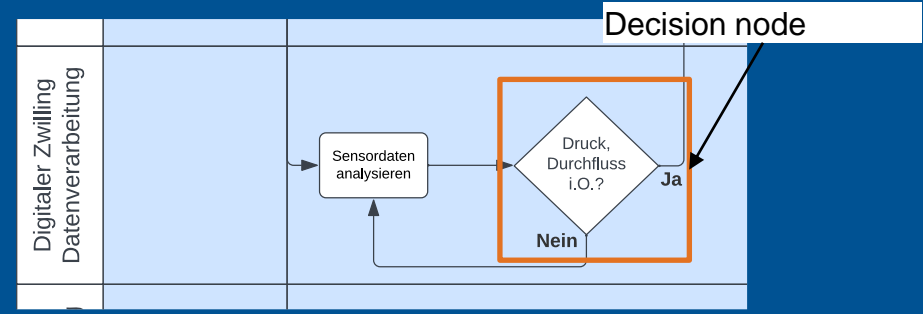 Decision node
Digitaler Zwilling
Datenverarbeitung
Sensordaten
analysieren
Druck,
Durchfluss
i.O.?
Ja
Nein